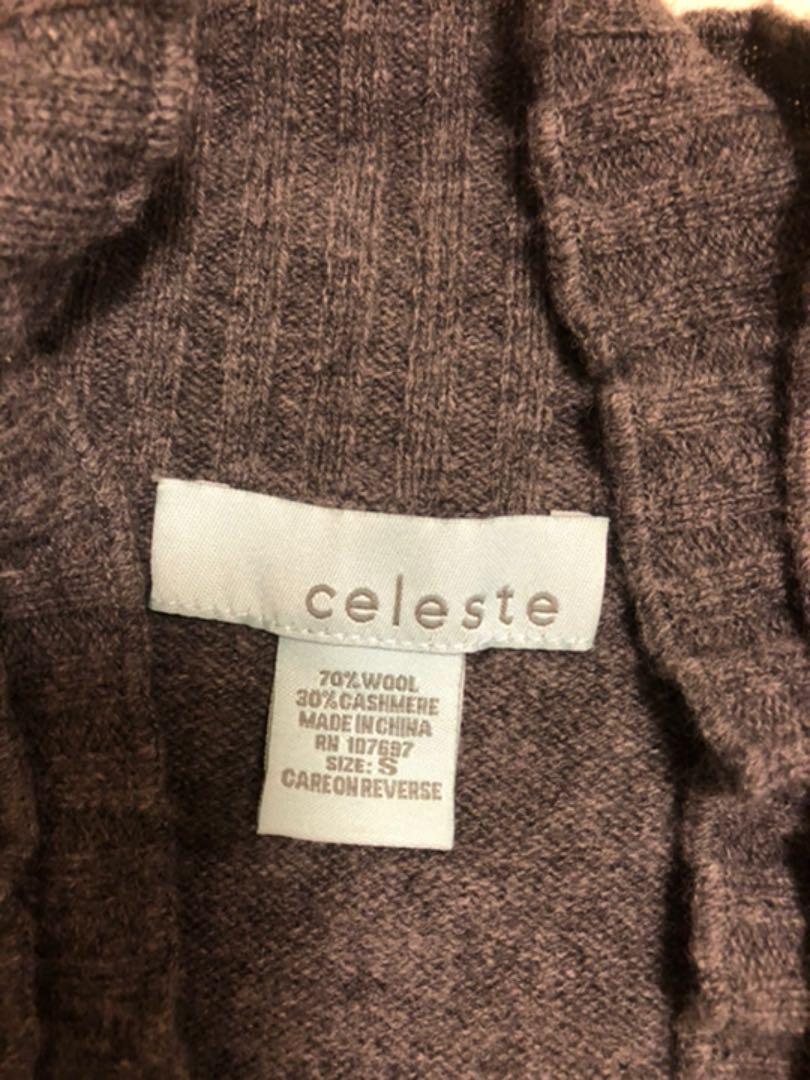 celeste
70% WOOL
30% CASHMERE
MADE IN CHINA
RN 107697
SIZE: S
CARE ON REVERSE